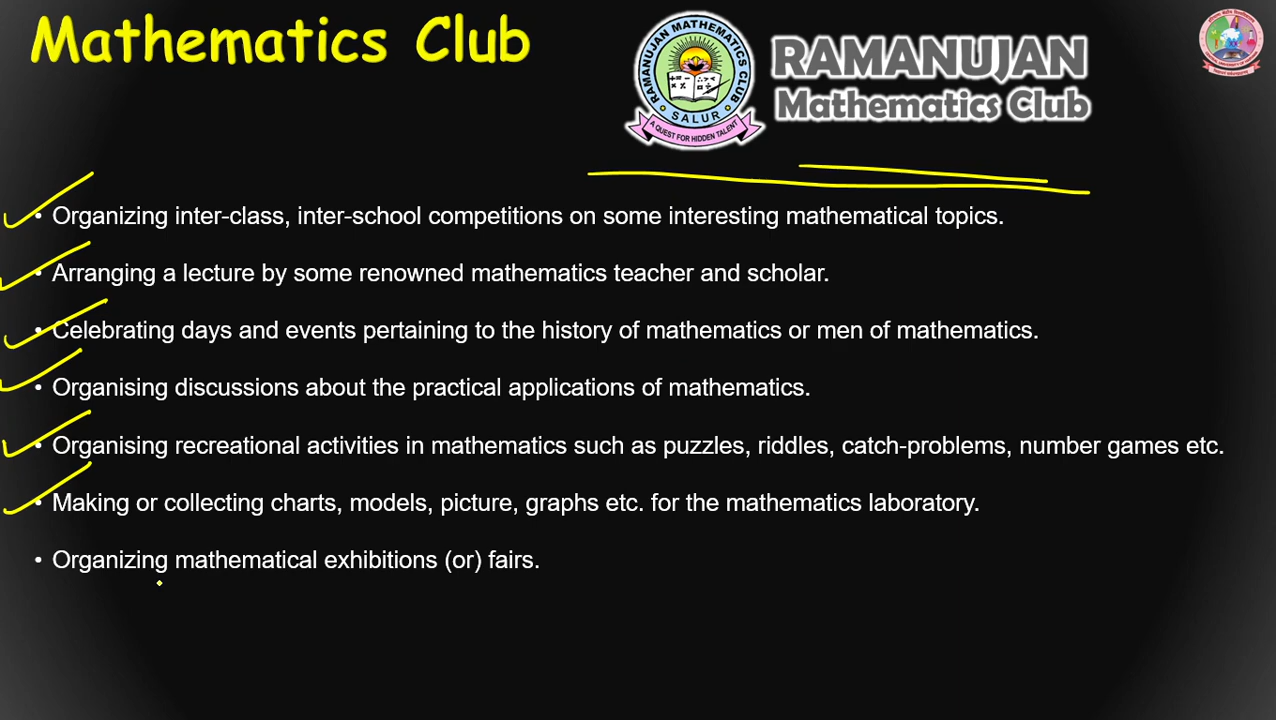 Mathematics Club
RAMANUJAN MATHEMATICS CLUB
SALUR
A QUEST FOR HIDDEN TALENT
RAMANUJAN
Mathematics Club
• Organizing inter-class, inter-school competitions on some interesting mathematical topics.
• Arranging a lecture by some renowned mathematics teacher and scholar.
• Celebrating days and events pertaining to the history of mathematics or men of mathematics.
• Organising discussions about the practical applications of mathematics.
• Organising recreational activities in mathematics such as puzzles, riddles, catch-problems, number games etc.
• Making or collecting charts, models, picture, graphs etc. for the mathematics laboratory.
• Organizing mathematical exhibitions (or) fairs.